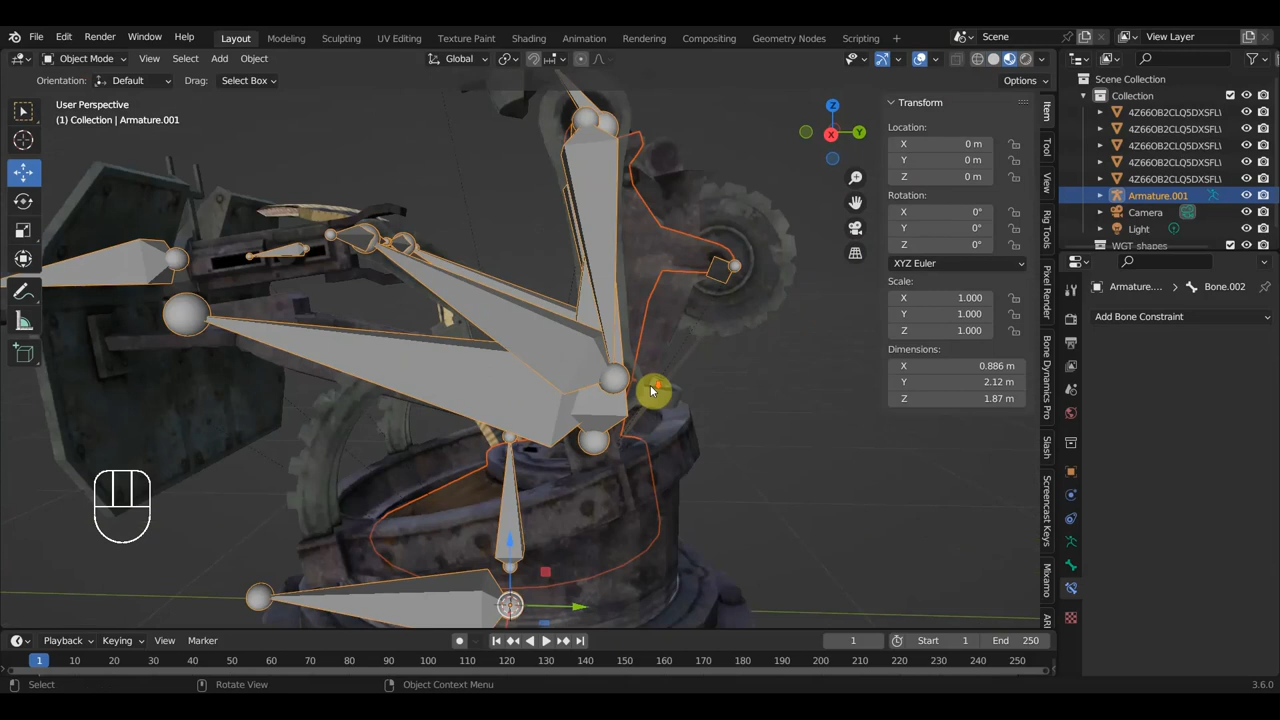 File Edit Render Window Help Layout Modeling Sculpting UV Editing Texture Paint Shading Animation Rendering Compositing Geometry Nodes Scripting + Scene View Layer
Object Mode View Select Add Object Global
Orientation: Default Drag: Select Box Options
User Perspective
(1) Collection | Armature.001
Z
Y
X
Transform
Location:
X 0 m
Y 0 m
Z 0 m
Rotation:
X 0°
Y 0°
Z 0°
XYZ Euler
Scale:
X 1.000
Y 1.000
Z 1.000
Dimensions:
X 0.886 m
Y 2.12 m
Z 1.87 m
Item
Tool
View
Rig Tools
Pixel Render
Bone Dynamics Pro
Slash
Screencast Keys
Mixamo
ARI
Scene Collection
Collection
4Z66OB2CLQ5DXSFL\
4Z66OB2CLQ5DXSFL\
4Z66OB2CLQ5DXSFL\
4Z66OB2CLQ5DXSFL\
4Z66OB2CLQ5DXSFL\
Armature.001
Camera
Light
WGT shapes
Armature.... > Bone.002
Add Bone Constraint
Playback Keying View Marker 1 Start 1 End 250
1 10 20 30 40 50 60 70 80 90 100 110 120 130 140 150 160 170 180 190 200 210 220 230 240 250
Select Rotate View Object Context Menu 3.6.0